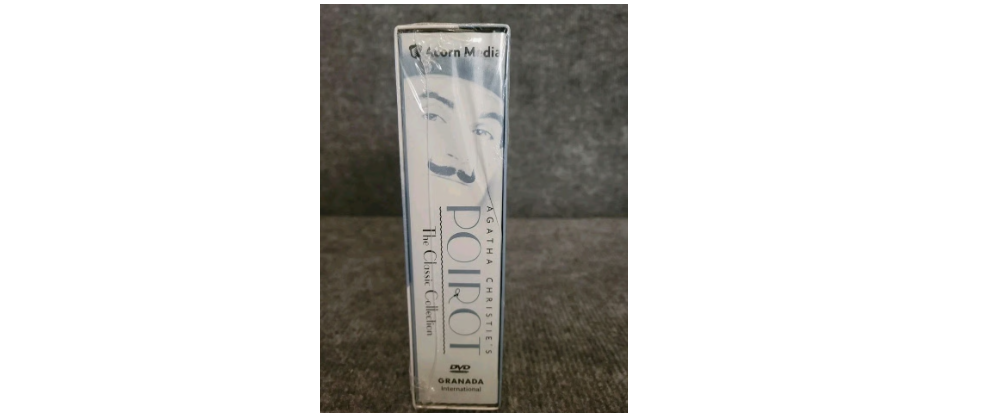 Acorn Media
AGATHA CHRISTIE'S
POIROT
The Classic Collection
DVD
GRANADA
International